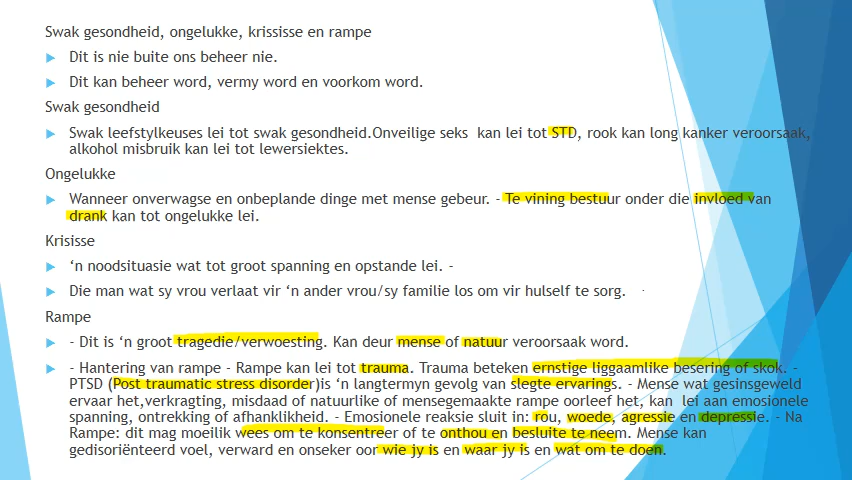 Swak gesondheid, ongelukke, krississe en rampe
Dit is nie buite ons beheer nie.
Dit kan beheer word, vermy word en voorkom word.
Swak gesondheid
Swak leefstylkeuses lei tot swak gesondheid.Onveilige seks kan lei tot STD, rook kan long kanker veroorsaak,
alkohol misbruik kan lei tot lewersiektes.
Ongelukke
Wanneer onverwagse en onbeplande dinge met mense gebeur. - Te vining bestuur onder die invloed van
drank kan tot ongelukke lei.
Krisisse
‘n noodsituasie wat tot groot spanning en opstande lei. -
Die man wat sy vrou verlaat vir ‘n ander vrou/sy familie los om vir hulself te sorg.
Rampe
- Dit is ‘n groot tragedie/verwoesting. Kan deur mense of natuur veroorsaak word.
- Hantering van rampe - Rampe kan lei tot trauma. Trauma beteken ernstige liggaamlike besering of skok. -
PTSD (Post traumatic stress disorder)is ‘n langtermyn gevolg van slegte ervarings. - Mense wat gesinsgeweld
ervaar het,verkragting, misdaad of natuurlike of mensegemaakte rampe oorleef het, kan lei aan emosionele
spanning, ontrekking of afhanklikheid. - Emosionele reaksie sluit in: rou, woede, agressie en depressie. - Na
Rampe: dit mag moeilik wees om te konsentreer of te onthou en besluite te neem. Mense kan
gedisoriënteerd voel, verward en onseker oor wie jy is en waar jy is en wat om te doen.